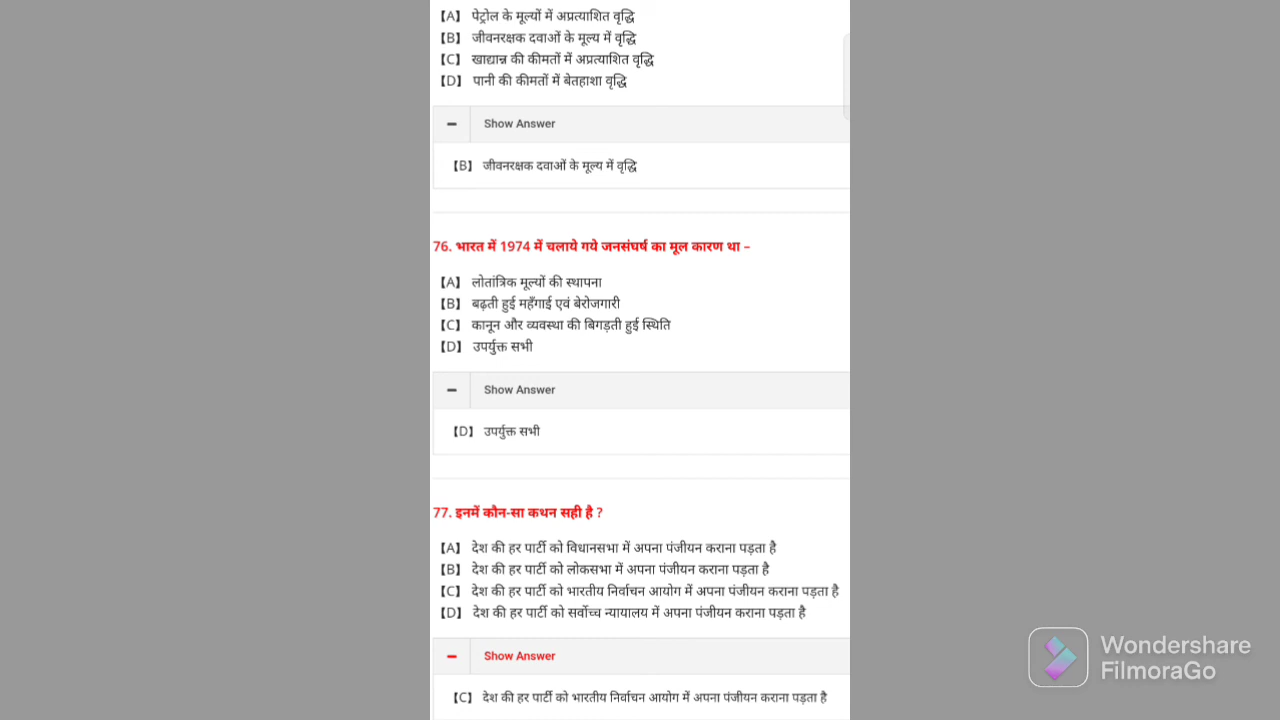 【A】 पेट्रोल के मूल्यों में अप्रत्याशित वृद्धि
【B】 जीवनरक्षक दवाओं के मूल्य में वृद्धि
【C】 खाद्यान्न की कीमतों में अप्रत्याशित वृद्धि
【D】 पानी की कीमतों में बेतहाशा वृद्धि
Show Answer
【B】 जीवनरक्षक दवाओं के मूल्य में वृद्धि
76. भारत में 1974 में चलाये गये जनसंघर्ष का मूल कारण था –
【A】 लोतांत्रिक मूल्यों की स्थापना
【B】 बढ़ती हुई महँगाई एवं बेरोजगारी
【C】 कानून और व्यवस्था की बिगड़ती हुई स्थिति
【D】 उपर्युक्त सभी
Show Answer
【D】 उपर्युक्त सभी
77. इनमें कौन-सा कथन सही है ?
【A】 देश की हर पार्टी को विधानसभा में अपना पंजीयन कराना पड़ता है
【B】 देश की हर पार्टी को लोकसभा में अपना पंजीयन कराना पड़ता है
【C】 देश की हर पार्टी को भारतीय निर्वाचन आयोग में अपना पंजीयन कराना पड़ता है
【D】 देश की हर पार्टी को सर्वोच्च न्यायालय में अपना पंजीयन कराना पड़ता है
Show Answer
【C】 देश की हर पार्टी को भारतीय निर्वाचन आयोग में अपना पंजीयन कराना पड़ता है
Wondershare
FilmoraGo